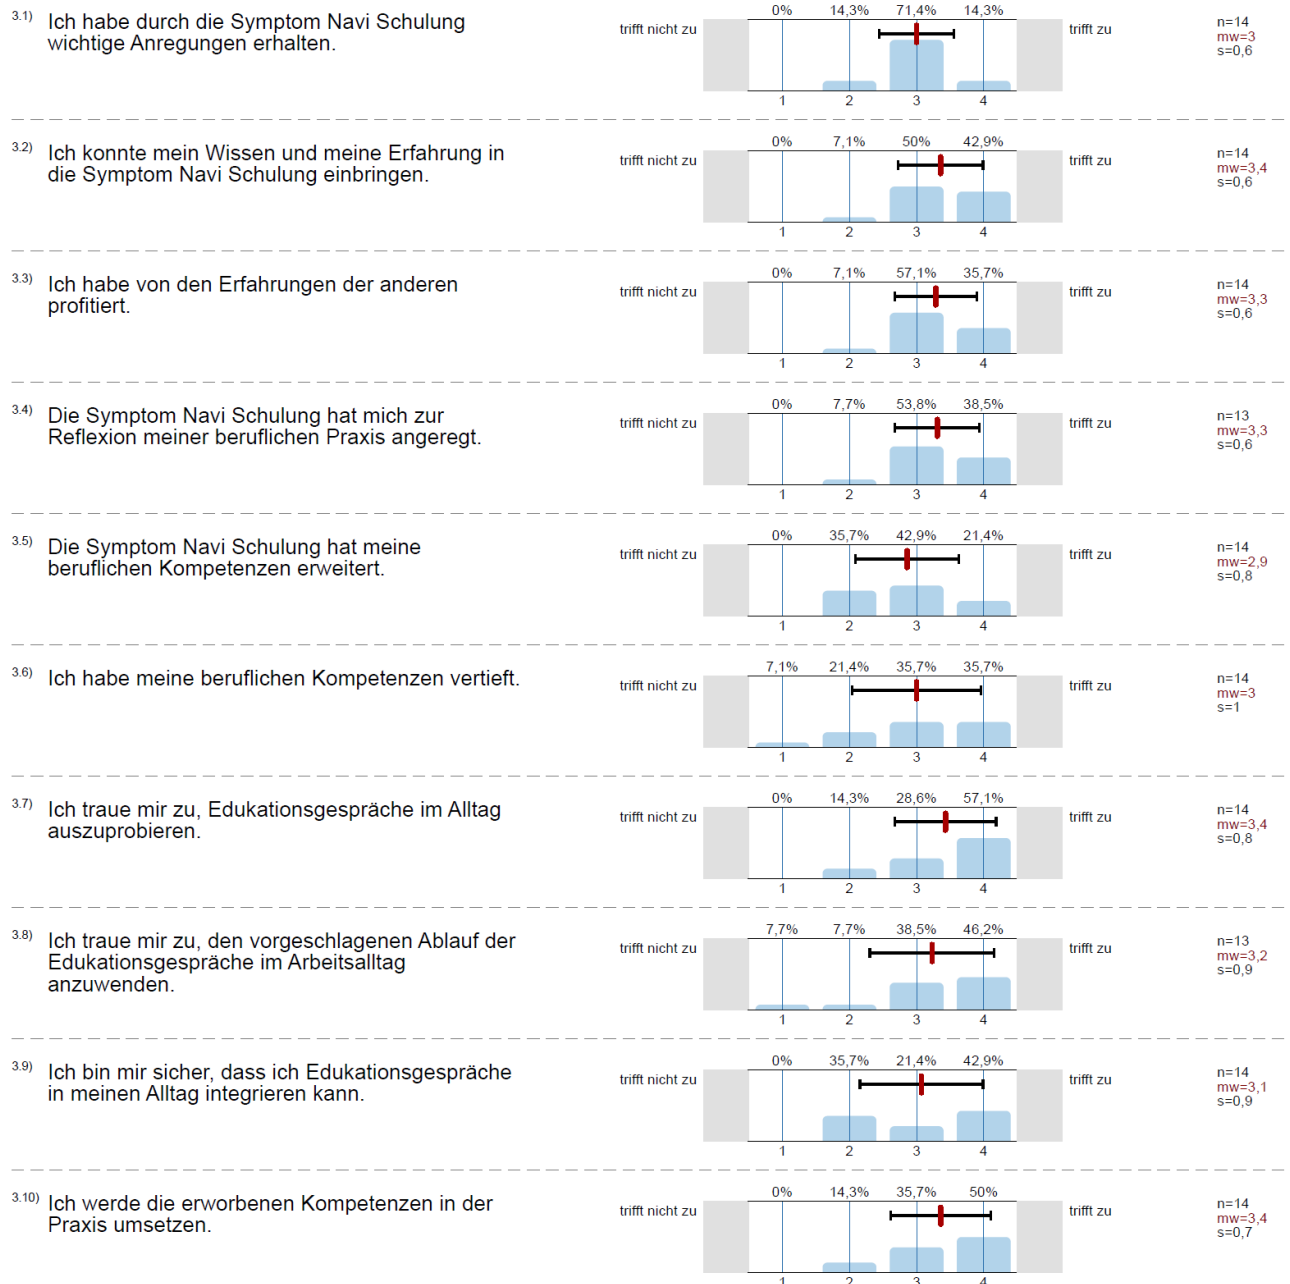 3.1) Ich habe durch die Symptom Navi Schulung
wichtige Anregungen erhalten.
trifft nicht zu
0% 14,3% 71,4% 14,3%
1 2 3 4
trifft zu
n=14
mw=3
s=0,6
3.2) Ich konnte mein Wissen und meine Erfahrung in
die Symptom Navi Schulung einbringen.
trifft nicht zu
0% 7,1% 50% 42,9%
1 2 3 4
trifft zu
n=14
mw=3,4
s=0,6
3.3) Ich habe von den Erfahrungen der anderen
profitiert.
trifft nicht zu
0% 7,1% 57,1% 35,7%
1 2 3 4
trifft zu
n=14
mw=3,3
s=0,6
3.4) Die Symptom Navi Schulung hat mich zur
Reflexion meiner beruflichen Praxis angeregt.
trifft nicht zu
0% 7,7% 53,8% 38,5%
1 2 3 4
trifft zu
n=13
mw=3,3
s=0,6
3.5) Die Symptom Navi Schulung hat meine
beruflichen Kompetenzen erweitert.
trifft nicht zu
0% 35,7% 42,9% 21,4%
1 2 3 4
trifft zu
n=14
mw=2,9
s=0,8
3.6) Ich habe meine beruflichen Kompetenzen vertieft.
trifft nicht zu
7,1% 21,4% 35,7% 35,7%
1 2 3 4
trifft zu
n=14
mw=3
s=1
3.7) Ich traue mir zu, Edukationsgespräche im Alltag
auszuprobieren.
trifft nicht zu
0% 14,3% 28,6% 57,1%
1 2 3 4
trifft zu
n=14
mw=3,4
s=0,8
3.8) Ich traue mir zu, den vorgeschlagenen Ablauf der
Edukationsgespräche im Arbeitsalltag
anzuwenden.
trifft nicht zu
7,7% 7,7% 38,5% 46,2%
1 2 3 4
trifft zu
n=13
mw=3,2
s=0,9
3.9) Ich bin mir sicher, dass ich Edukationsgespräche
in meinen Alltag integrieren kann.
trifft nicht zu
0% 35,7% 21,4% 42,9%
1 2 3 4
trifft zu
n=14
mw=3,1
s=0,9
3.10) Ich werde die erworbenen Kompetenzen in der
Praxis umsetzen.
trifft nicht zu
0% 14,3% 35,7% 50%
1 2 3 4
trifft zu
n=14
mw=3,4
s=0,7